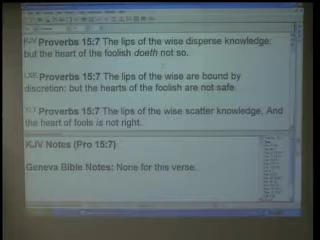 KJV Proverbs 15:7 The lips of the wise disperse knowledge:
but the heart of the foolish doeth not so.
LXE Proverbs 15:7 The lips of the wise are bound by
discretion: but the hearts of the foolish are not safe.
YLT Proverbs 15:7 The lips of the wise scatter knowledge, And
the heart of fools is not right.
KJV Notes (Pro 15:7)
Geneva Bible Notes: None for this verse.